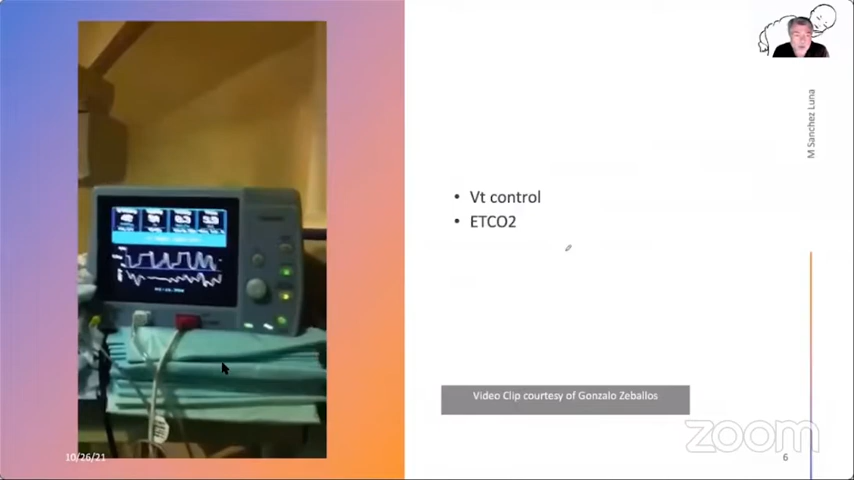 M Sanchez Luna
• Vt control
• ETCO2
Video Clip courtesy of Gonzalo Zeballos
zoom
10/26/21
6